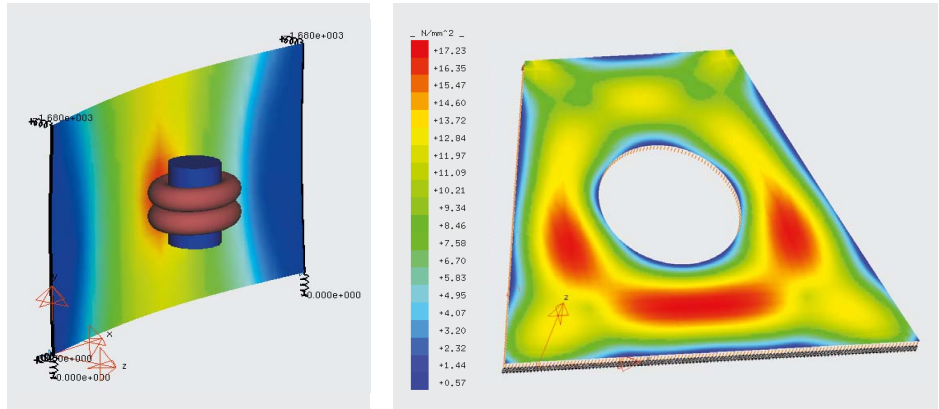 1.680e+003
1.680e+003
Y
X
Z
0.000e+000
0.000e+000
_ N/mm^2 _
+17.23
+16.35
+15.47
+14.60
+13.72
+12.84
+11.97
+11.09
+10.21
+9.34
+8.46
+7.58
+6.70
+5.83
+4.95
+4.07
+3.20
+2.32
+1.44
+0.57
z